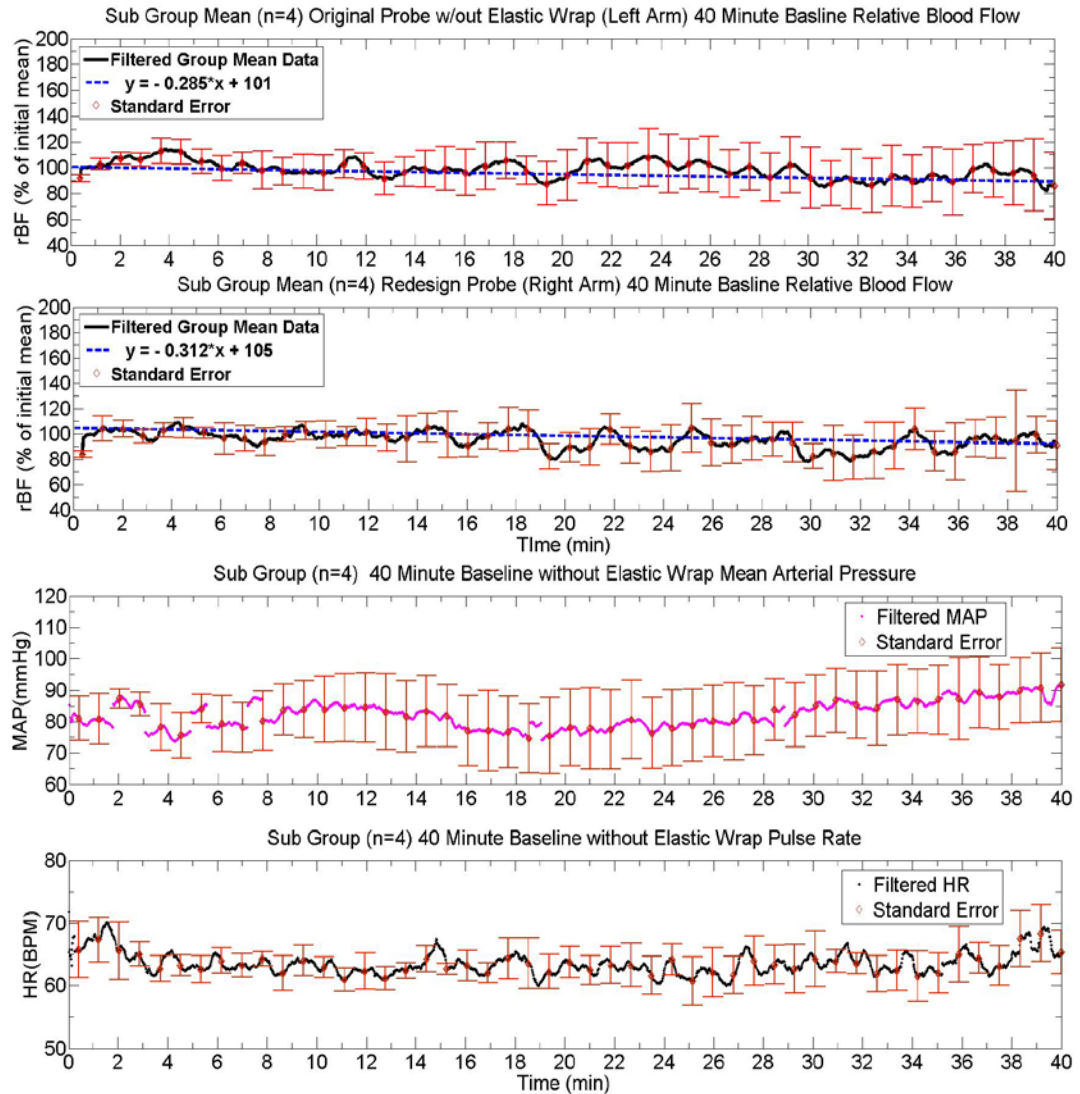 Sub Group Mean (n=4) Original Probe w/out Elastic Wrap (Left Arm) 40 Minute Basline Relative Blood Flow
rBF (% of initial mean)
200
180
160
140
120
100
80
60
40
Filtered Group Mean Data
y = - 0.285*x + 101
Standard Error
0 2 4 6 8 10 12 14 16 18 20 22 24 26 28 30 32 34 36 38 40
Sub Group Mean (n=4) Redesign Probe (Right Arm) 40 Minute Basline Relative Blood Flow
rBF (% of initial mean)
200
180
160
140
120
100
80
60
40
Filtered Group Mean Data
y = - 0.312*x + 105
Standard Error
0 2 4 6 8 10 12 14 16 18 20 22 24 26 28 30 32 34 36 38 40
TIme (min)
Sub Group (n=4) 40 Minute Baseline without Elastic Wrap Mean Arterial Pressure
MAP(mmHg)
120
110
100
90
80
70
60
Filtered MAP
Standard Error
0 2 4 6 8 10 12 14 16 18 20 22 24 26 28 30 32 34 36 38 40
Sub Group (n=4) 40 Minute Baseline without Elastic Wrap Pulse Rate
HR(BPM)
80
70
60
50
Filtered HR
Standard Error
0 2 4 6 8 10 12 14 16 18 20 22 24 26 28 30 32 34 36 38 40
Time (min)